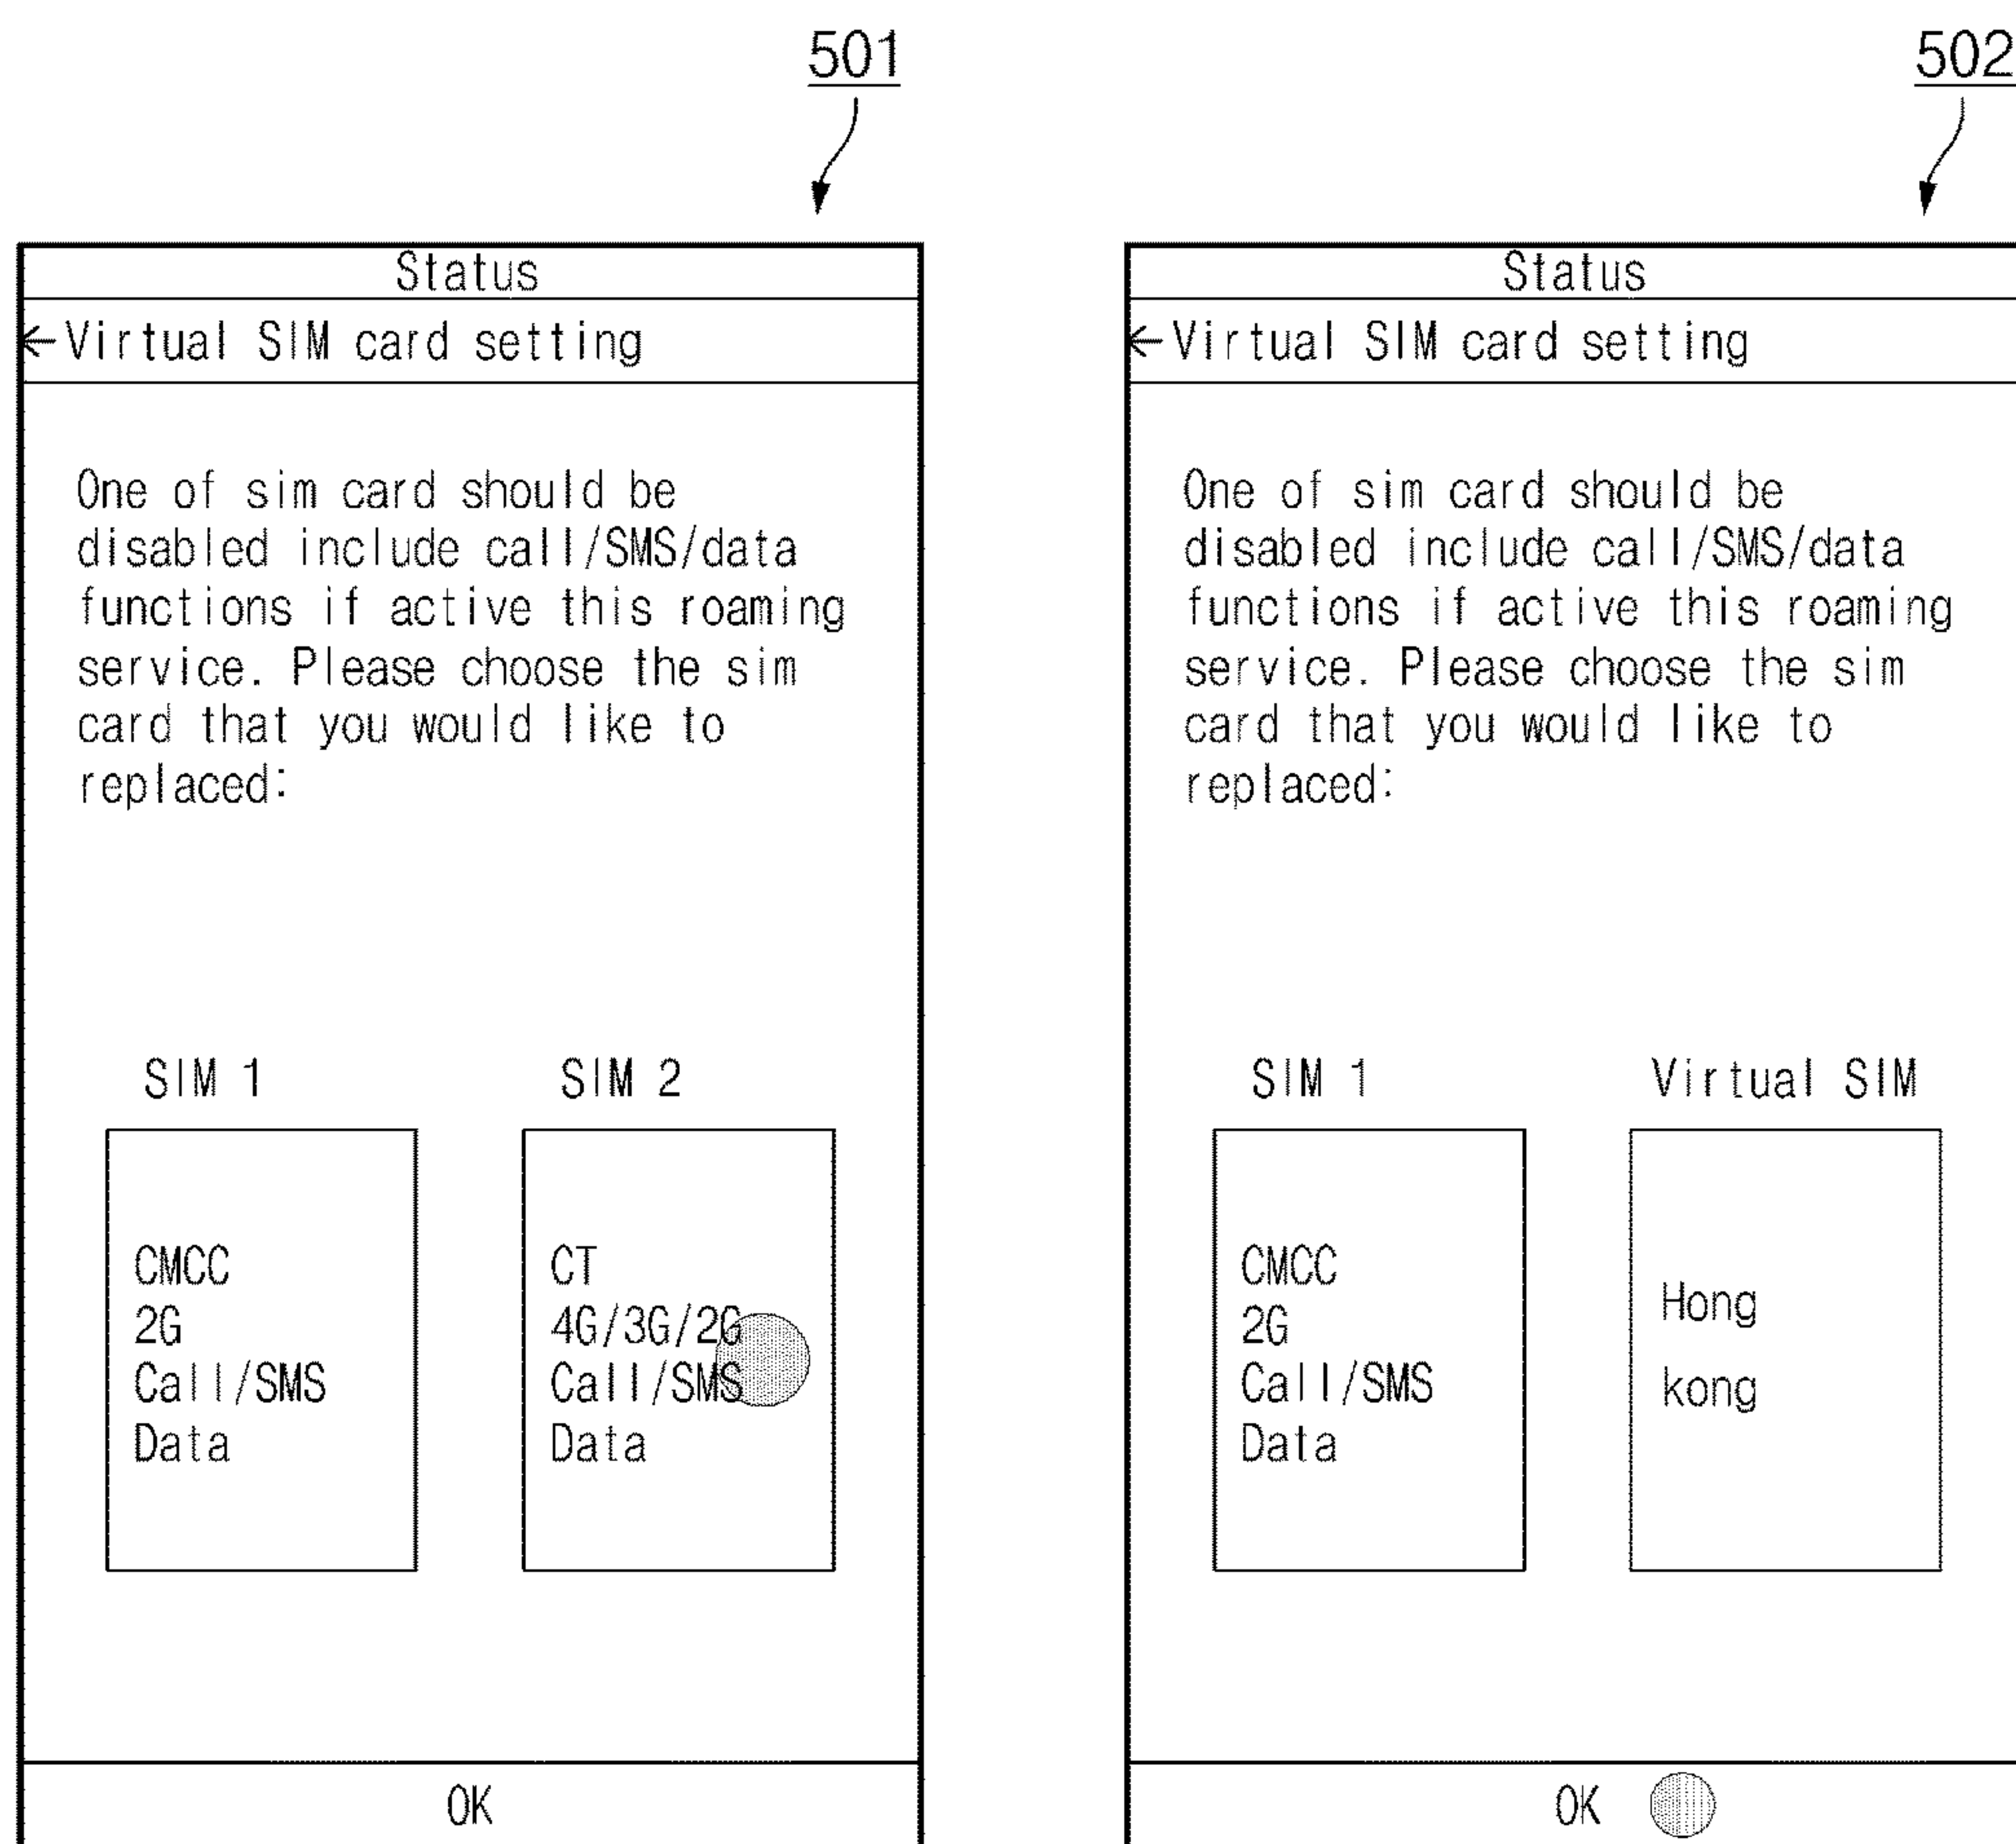 501
Status
←Virtual SIM card setting
One of sim card should be
disabled include call/SMS/data
functions if active this roaming
service. Please choose the sim
card that you would like to
replaced:
SIM 1
CMCC
2G
Call/SMS
Data
SIM 2
CT
4G/3G/2G
Call/SMS
Data
OK
502
Status
←Virtual SIM card setting
One of sim card should be
disabled include call/SMS/data
functions if active this roaming
service. Please choose the sim
card that you would like to
replaced:
SIM 1
CMCC
2G
Call/SMS
Data
Virtual SIM
Hong
kong
OK